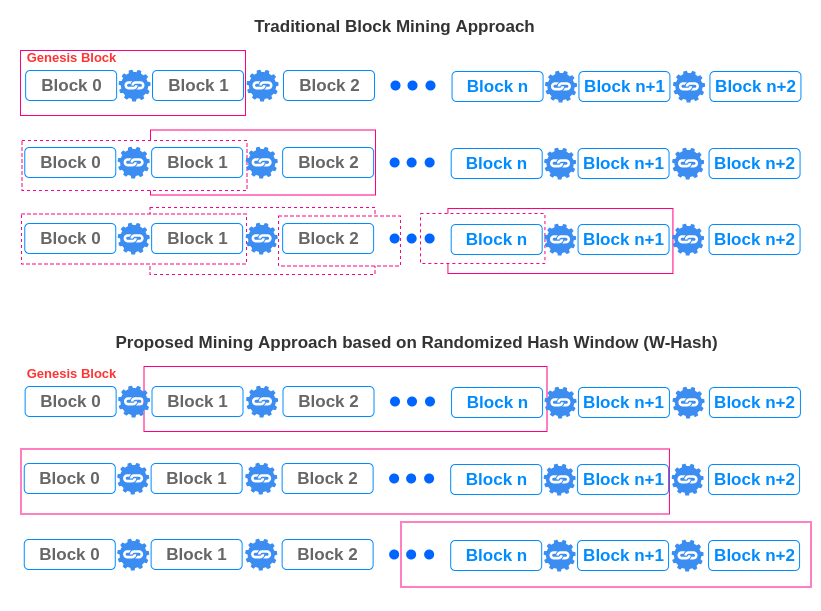 Traditional Block Mining Approach
Genesis Block
Block 0 Block 1 Block 2 Block n Block n+1 Block n+2
Block 0 Block 1 Block 2 Block n Block n+1 Block n+2
Block 0 Block 1 Block 2 Block n Block n+1 Block n+2
Proposed Mining Approach based on Randomized Hash Window (W-Hash)
Genesis Block
Block 0 Block 1 Block 2 Block n Block n+1 Block n+2
Block 0 Block 1 Block 2 Block n Block n+1 Block n+2
Block 0 Block 1 Block 2 Block n Block n+1 Block n+2